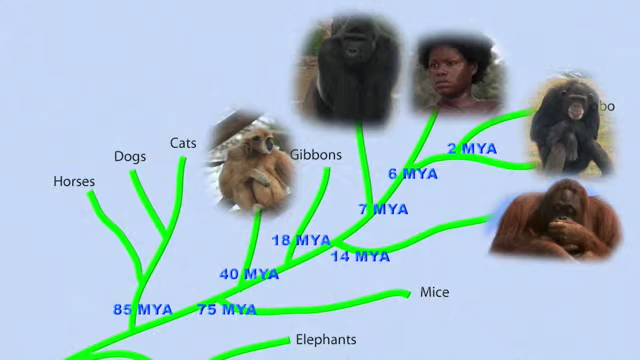 Cats
Dogs
Gibbons
Horses
2 MYA
6 MYA
7 MYA
18 MYA
14 MYA
40 MYA
85 MYA
75 MYA
Mice
Elephants